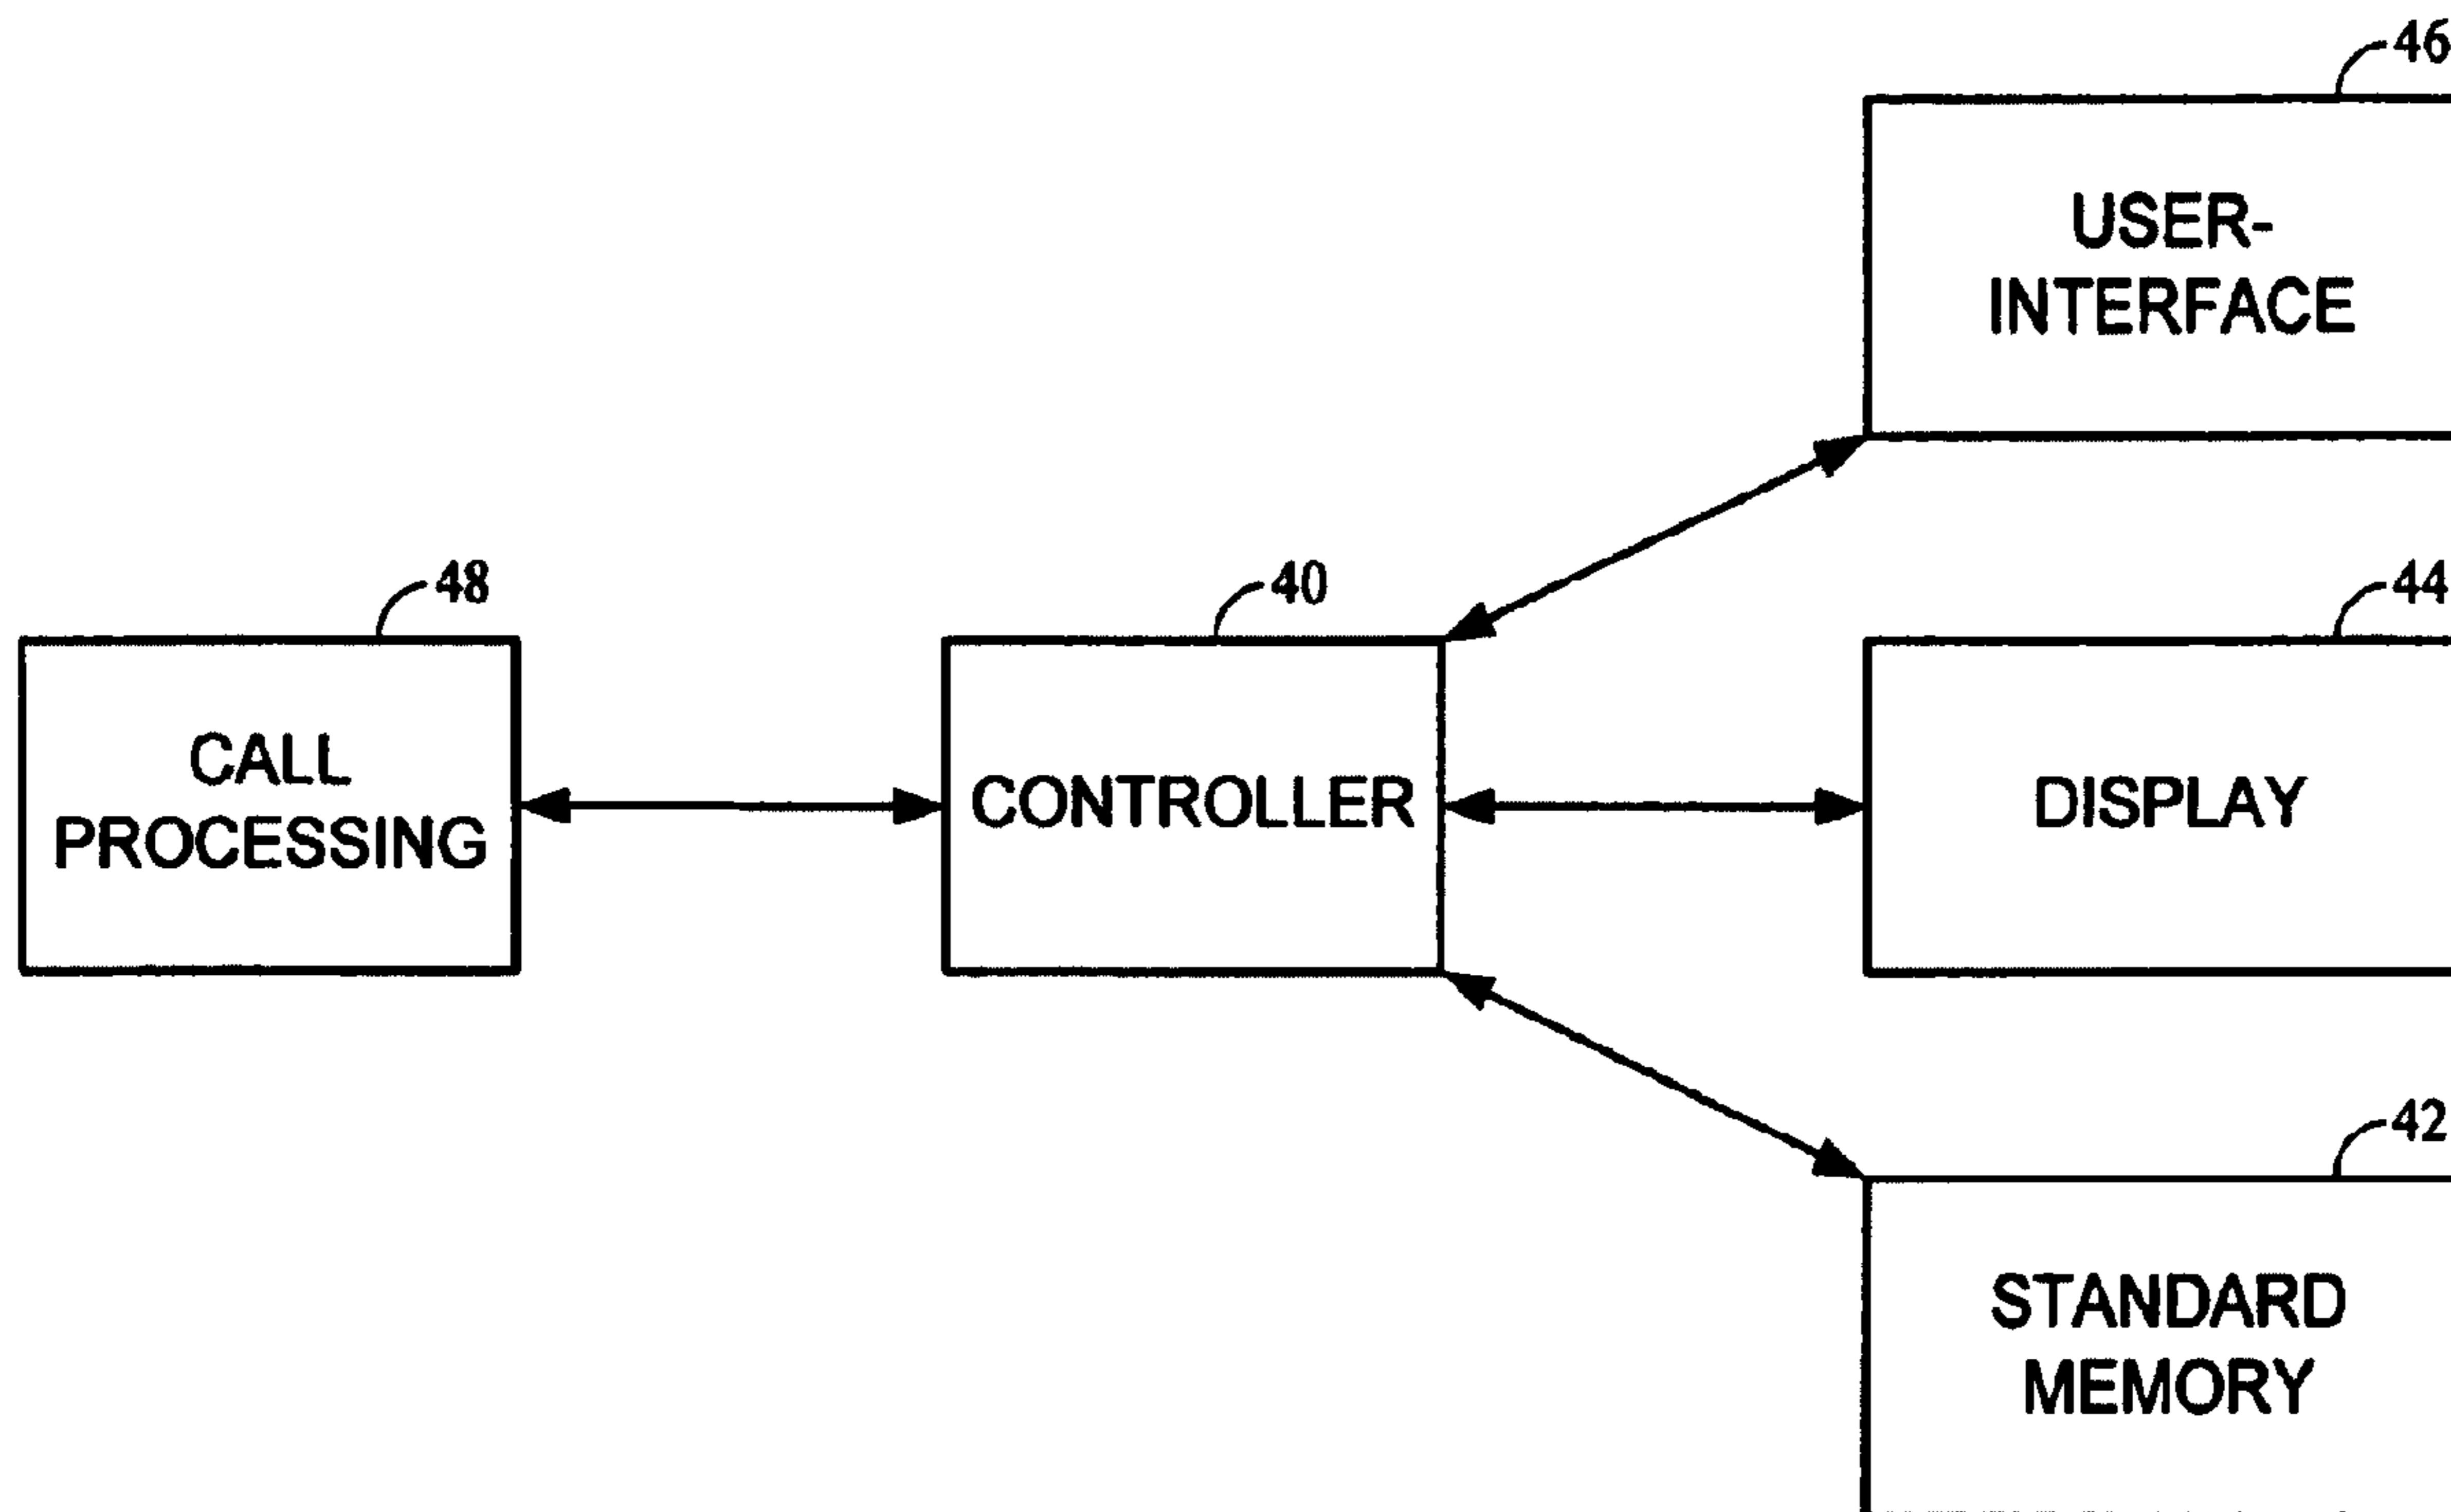 46
USER-
INTERFACE
48
40
44
CALL
PROCESSING
CONTROLLER
DISPLAY
42
STANDARD
MEMORY